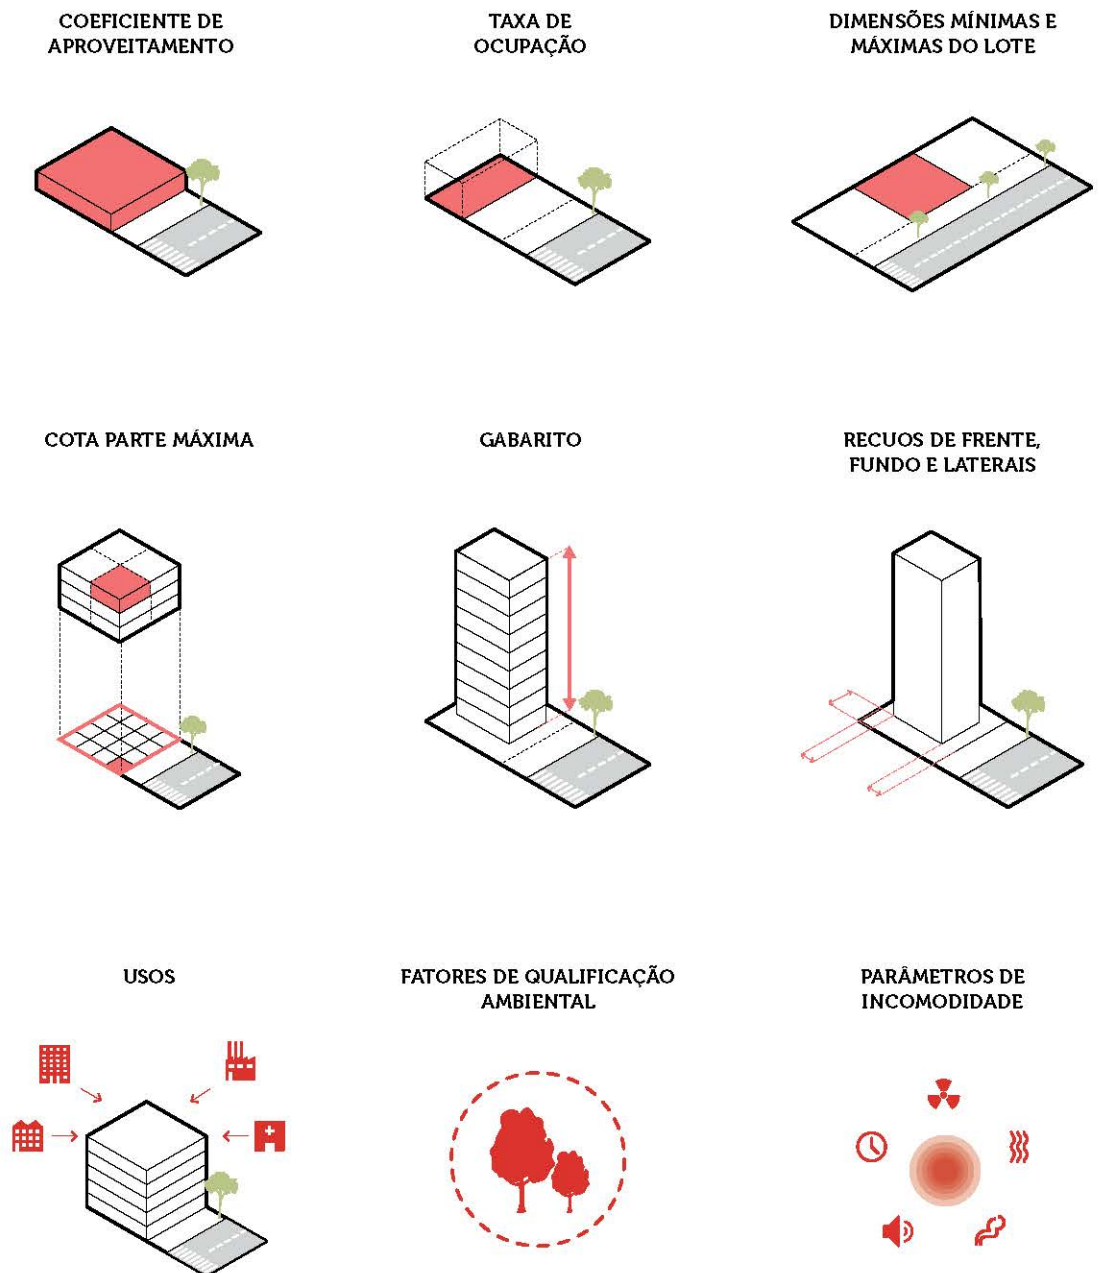 COEFICIENTE DE
APROVEITAMENTO
TAXA DE
OCUPAÇÃO
DIMENSÕES MÍNIMAS E
MÁXIMAS DO LOTE
COTA PARTE MÁXIMA
GABARITO
RECUOS DE FRENTE,
FUNDO E LATERAIS
USOS
FATORES DE QUALIFICAÇÃO
AMBIENTAL
PARÂMETROS DE
INCOMODIDADE